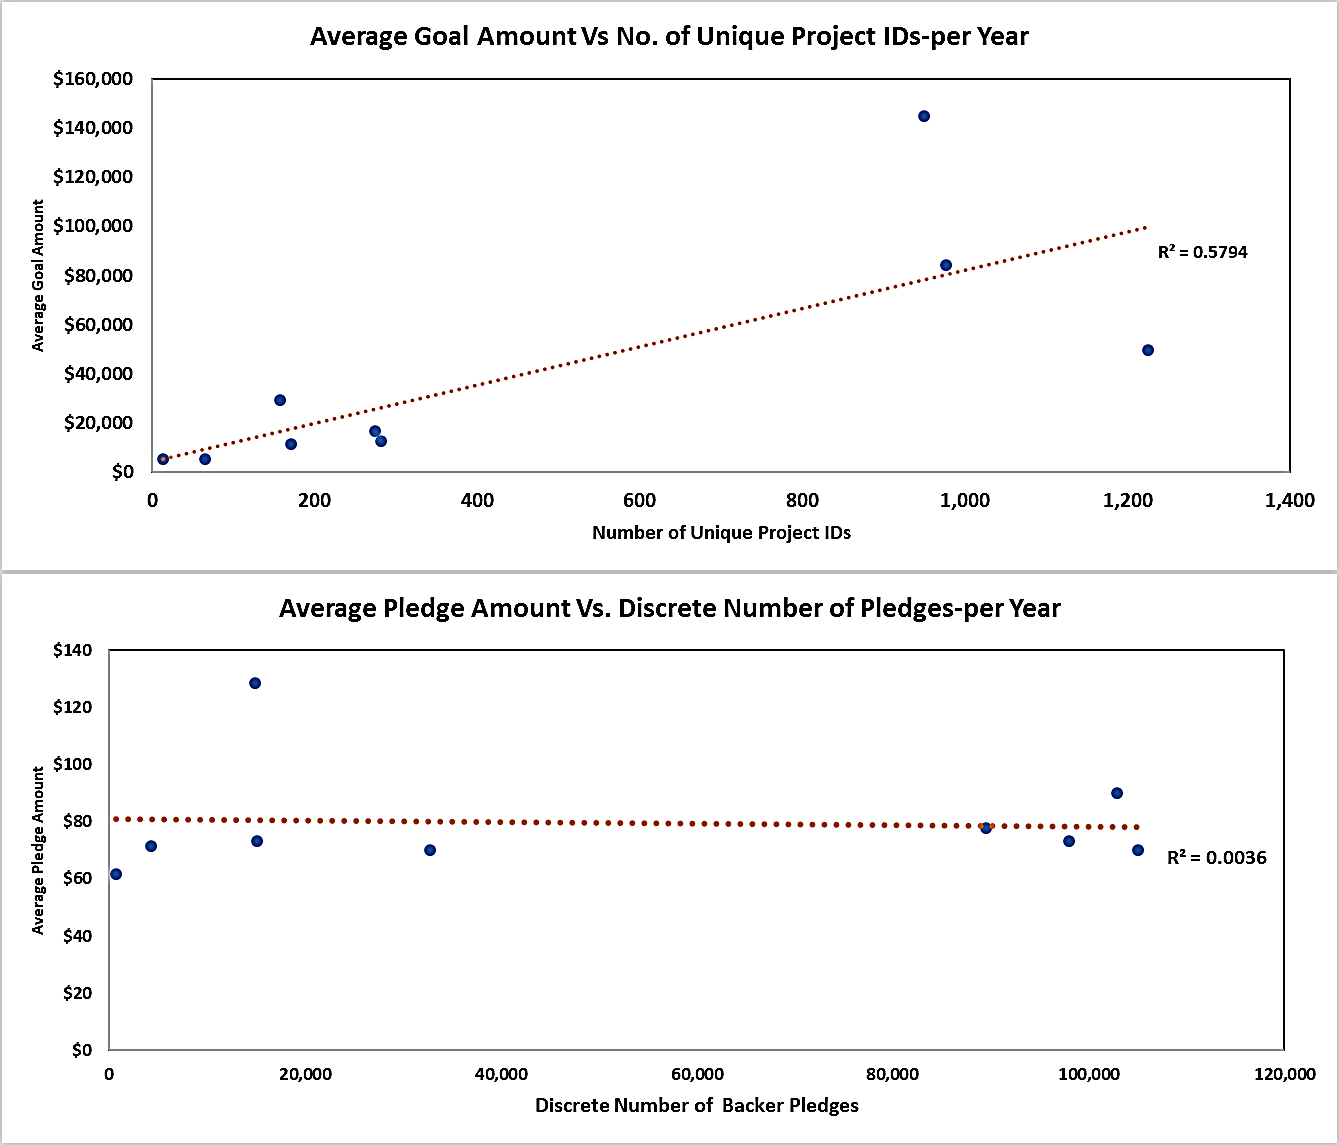 Average Goal Amount Vs No. of Unique Project IDs-per Year
$160,000
$140,000
$120,000
$100,000
$80,000
$60,000
$40,000
$20,000
$0
Average Goal Amount
R² = 0.5794
0 200 400 600 800 1,000 1,200 1,400
Number of Unique Project IDs
Average Pledge Amount Vs. Discrete Number of Pledges-per Year
$140
$120
$100
$80
$60
$40
$20
$0
Average Pledge Amount
R² = 0.0036
0 20,000 40,000 60,000 80,000 100,000 120,000
Discrete Number of Backer Pledges